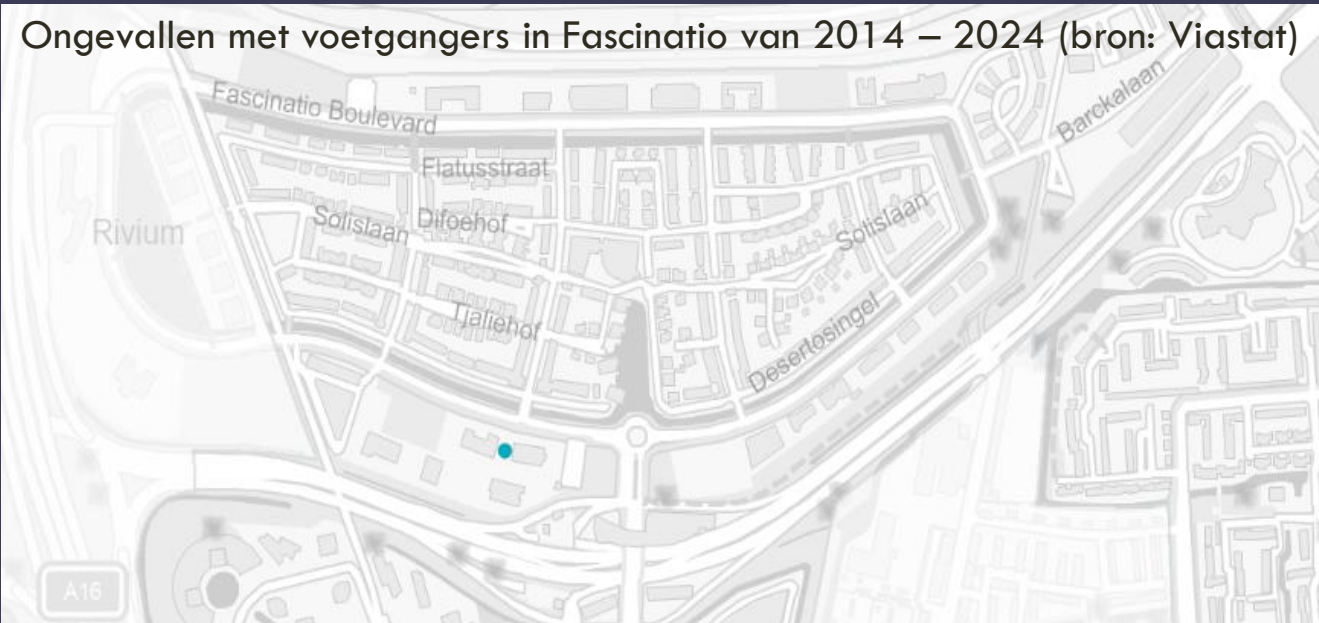 Ongevallen met voetgangers in Fascinatio van 2014 – 2024 (bron: Viastat)
Fascinatio Boulevard
Barckalaan
Flatusstraat
Solislaan
Difoehof
Solislaan
Rivium
Tjaliehof
Desertosingel
A16